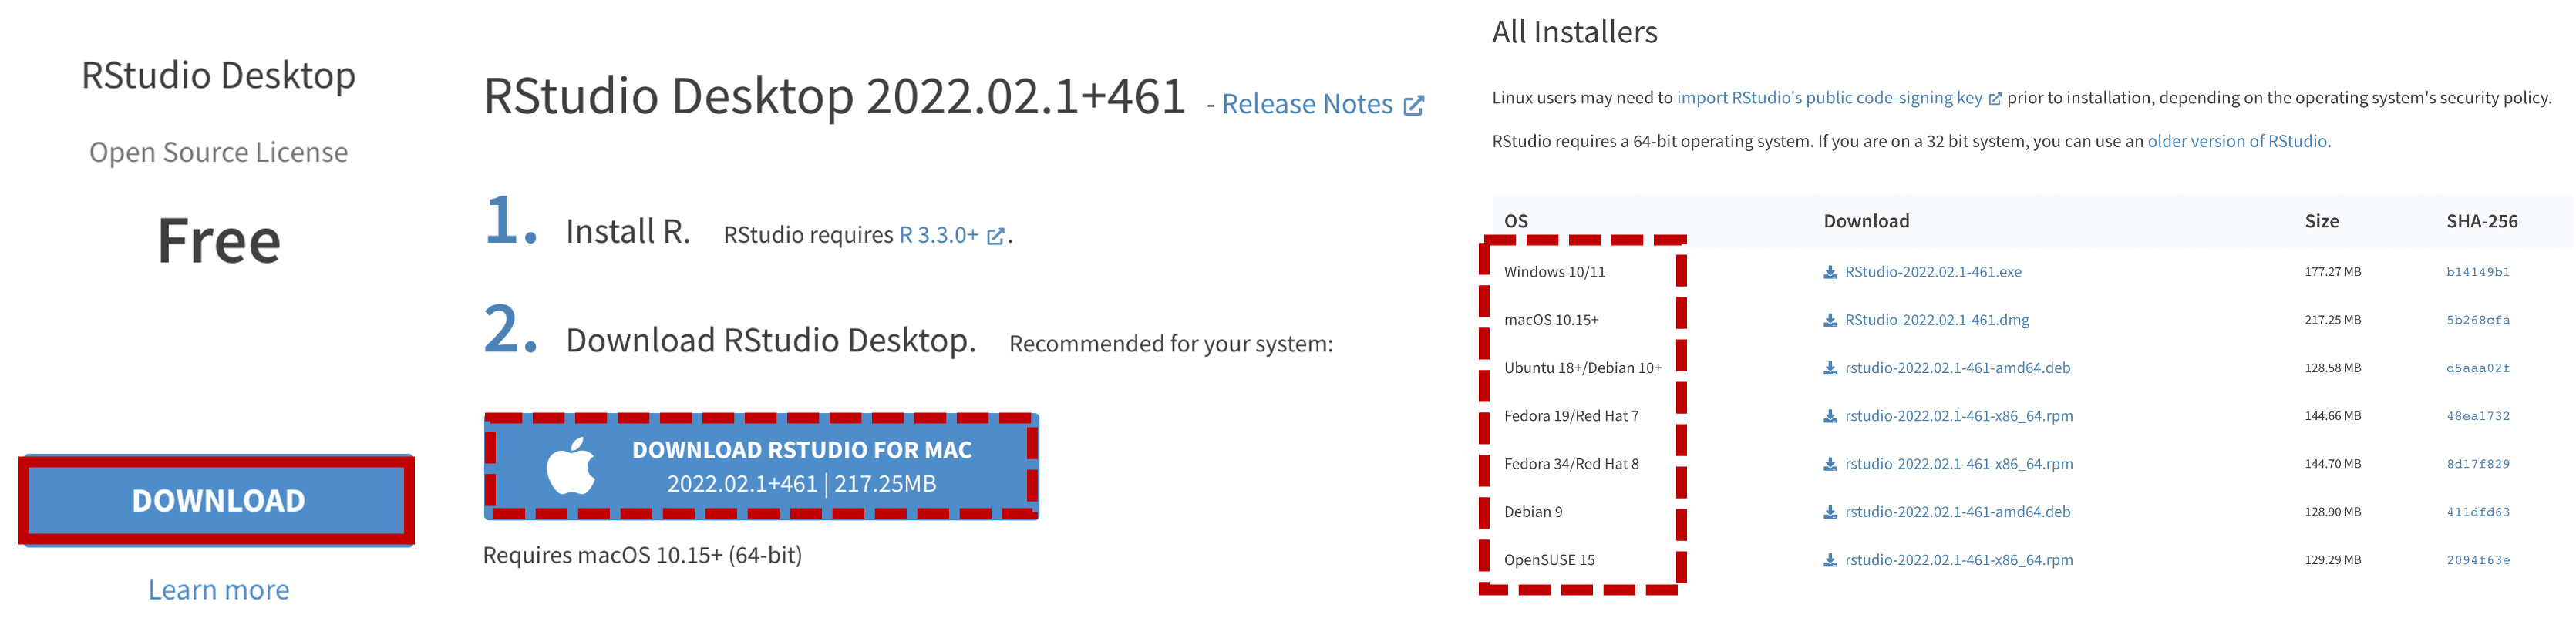 RStudio Desktop
Open Source License
Free
DOWNLOAD
Learn more
RStudio Desktop 2022.02.1+461 - Release Notes
1. Install R. RStudio requires R 3.3.0+.
2. Download RStudio Desktop. Recommended for your system:
DOWNLOAD RSTUDIO FOR MAC
2022.02.1+461 | 217.25MB
Requires macOS 10.15+ (64-bit)
All Installers
Linux users may need to import RStudio's public code-signing key prior to installation, depending on the operating system's security policy.
RStudio requires a 64-bit operating system. If you are on a 32 bit system, you can use an older version of RStudio.
OS Download Size SHA-256
Windows 10/11 RStudio-2022.02.1-461.exe 177.27 MB b14149b1
macOS 10.15+ RStudio-2022.02.1-461.dmg 217.25 MB 5b268cfa
Ubuntu 18+/Debian 10+ rstudio-2022.02.1-461-amd64.deb 128.58 MB d5aaa02f
Fedora 19/Red Hat 7 rstudio-2022.02.1-461-x86_64.rpm 144.66 MB 48ea1732
Fedora 34/Red Hat 8 rstudio-2022.02.1-461-x86_64.rpm 144.70 MB 8d17f829
Debian 9 rstudio-2022.02.1-461-amd64.deb 128.90 MB 411dfd63
OpenSUSE 15 rstudio-2022.02.1-461-x86_64.rpm 129.29 MB 2094f63e